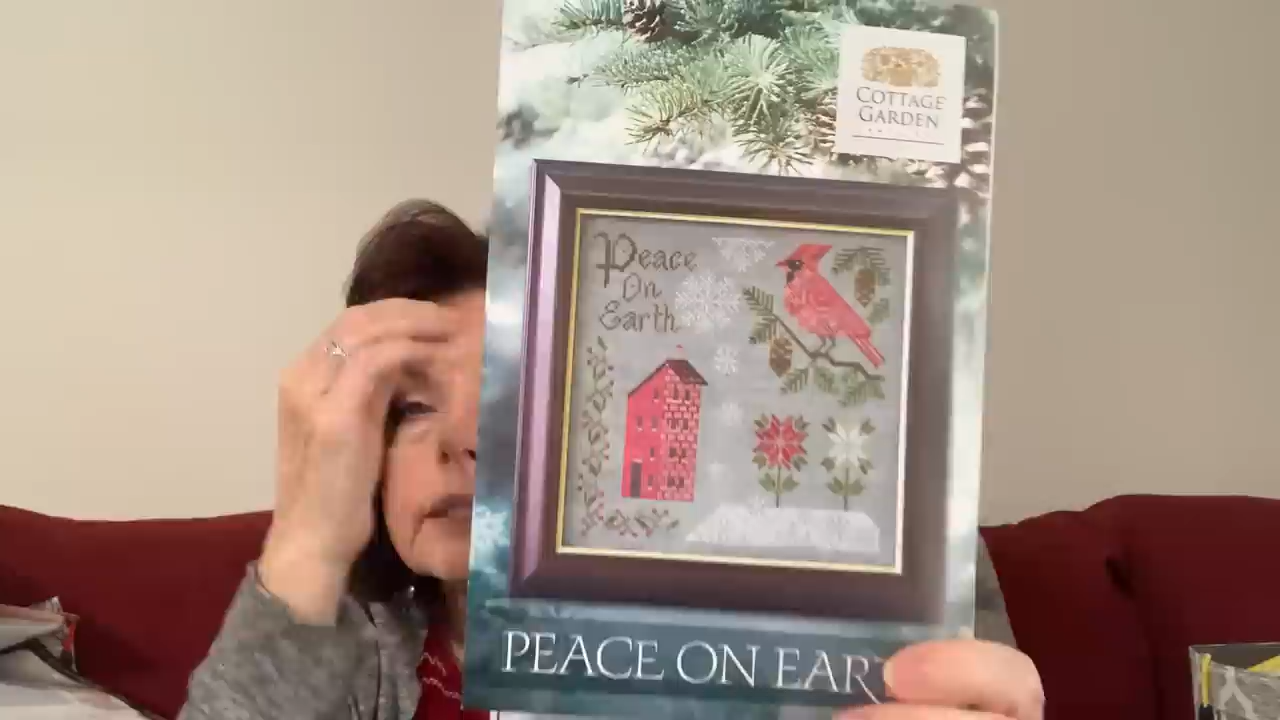 COTTAGE
GARDEN
Peace
On
Earth
PEACE ON EAR